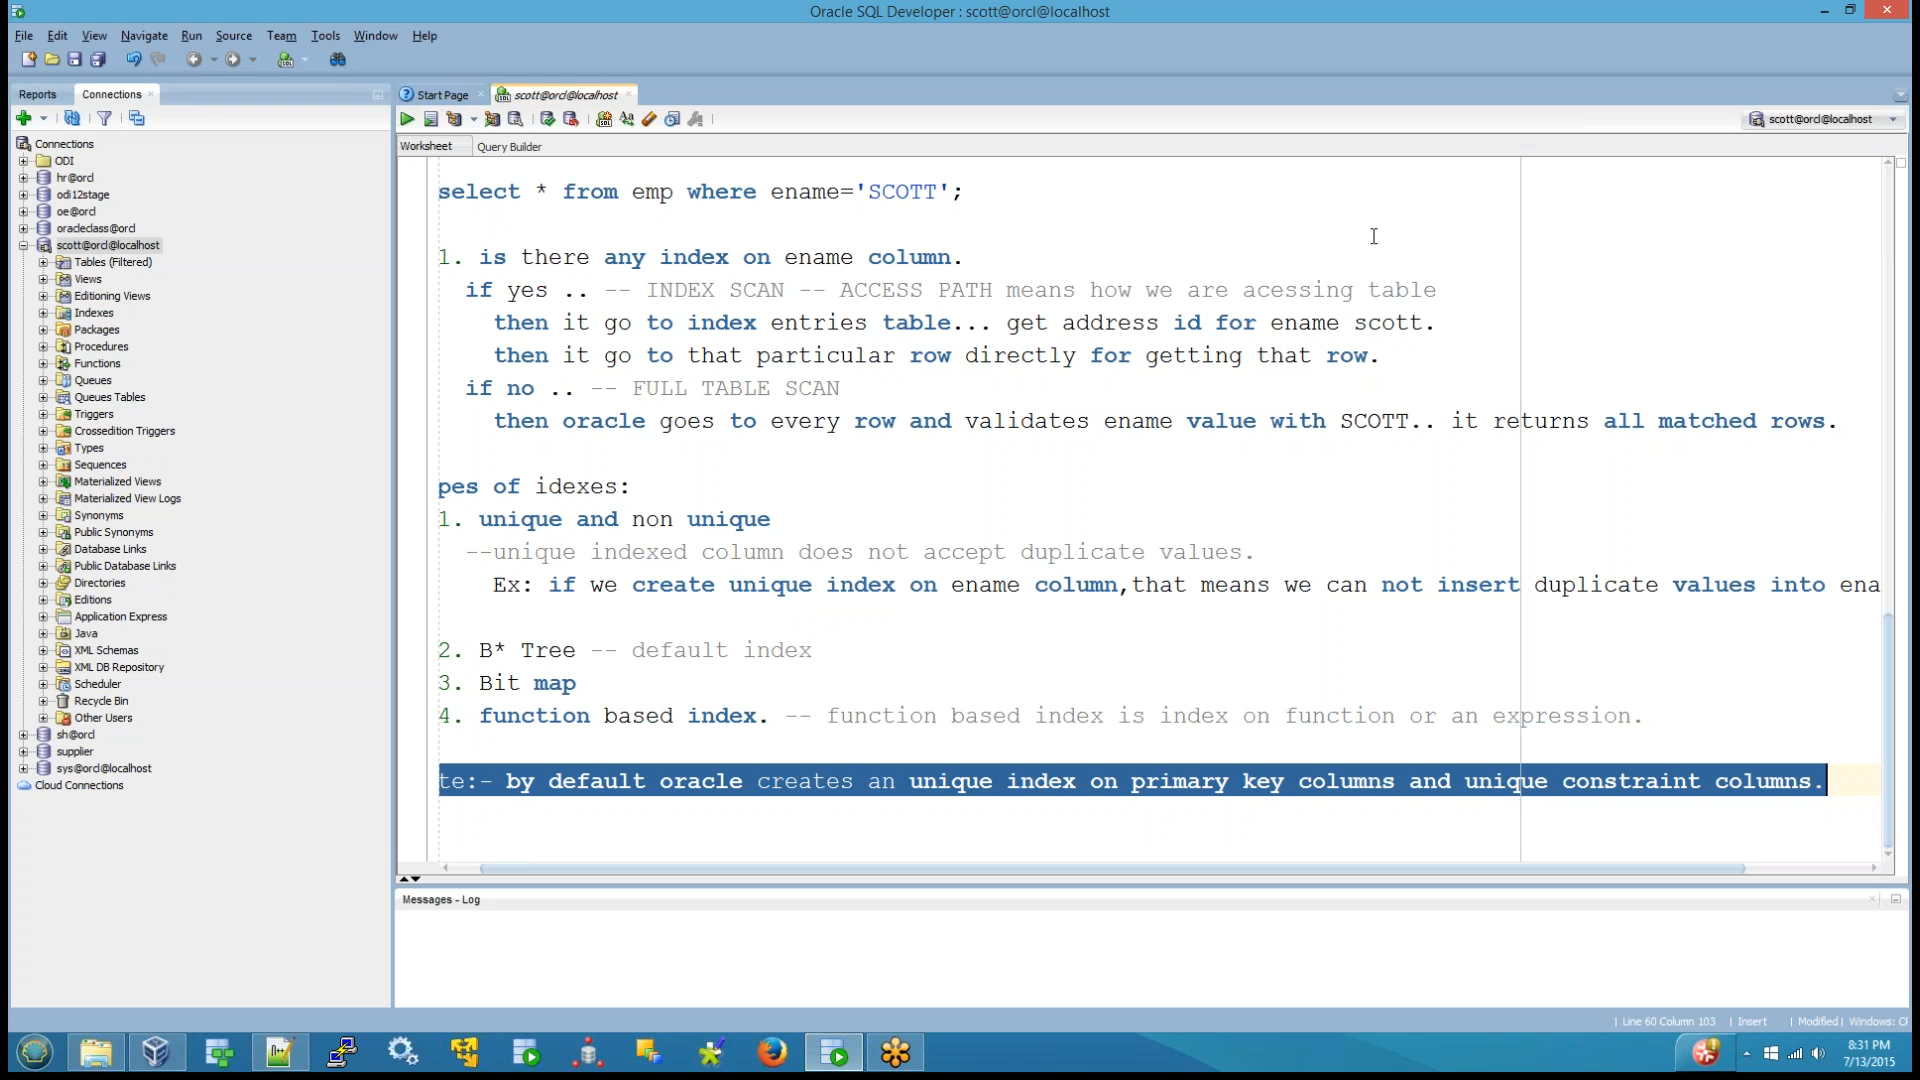 Oracle SQL Developer : scott@orcl@localhost
File Edit View Navigate Run Source Team Tools Window Help
Reports Connections
Start Page scott@orcl@localhost
scott@orcl@localhost
Worksheet Query Builder
Connections
ODI
hr@orcl
odi12stage
oe@orcl
oracleclass@orcl
scott@orcl@localhost
Tables (Filtered)
Views
Editioning Views
Indexes
Packages
Procedures
Functions
Queues
Queues Tables
Triggers
Crossedition Triggers
Types
Sequences
Materialized Views
Materialized View Logs
Synonyms
Public Synonyms
Database Links
Public Database Links
Directories
Editions
Application Express
Java
XML Schemas
XML DB Repository
Scheduler
Recycle Bin
Other Users
sh@orcl
supplier
sys@orcl@localhost
Cloud Connections
select * from emp where ename='SCOTT';
1. is there any index on ename column.
if yes .. -- INDEX SCAN -- ACCESS PATH means how we are acessing table
then it go to index entries table... get address id for ename scott.
then it go to that particular row directly for getting that row.
if no .. -- FULL TABLE SCAN
then oracle goes to every row and validates ename value with SCOTT.. it returns all matched rows.
pes of idexes:
1. unique and non unique
--unique indexed column does not accept duplicate values.
Ex: if we create unique index on ename column,that means we can not insert duplicate values into ena
2. B* Tree -- default index
3. Bit map
4. function based index. -- function based index is index on function or an expression.
te:- by default oracle creates an unique index on primary key columns and unique constraint columns.
Messages - Log
Line 60 Column 103 Insert Modified Windows: C
8:31 PM
7/13/2015